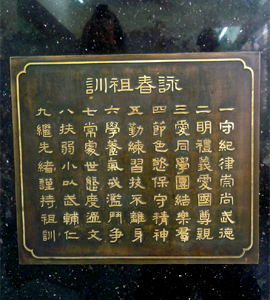 詠春祖訓
一守紀律崇尚武德
二明禮義愛國尊親
三愛同學團結樂羣
四節色慾保守精神
五勤練習技不離身
六學養氣戒濫鬥爭
七常處世態度溫文
八扶弱小以武輔仁
九繼先緒謹持祖訓